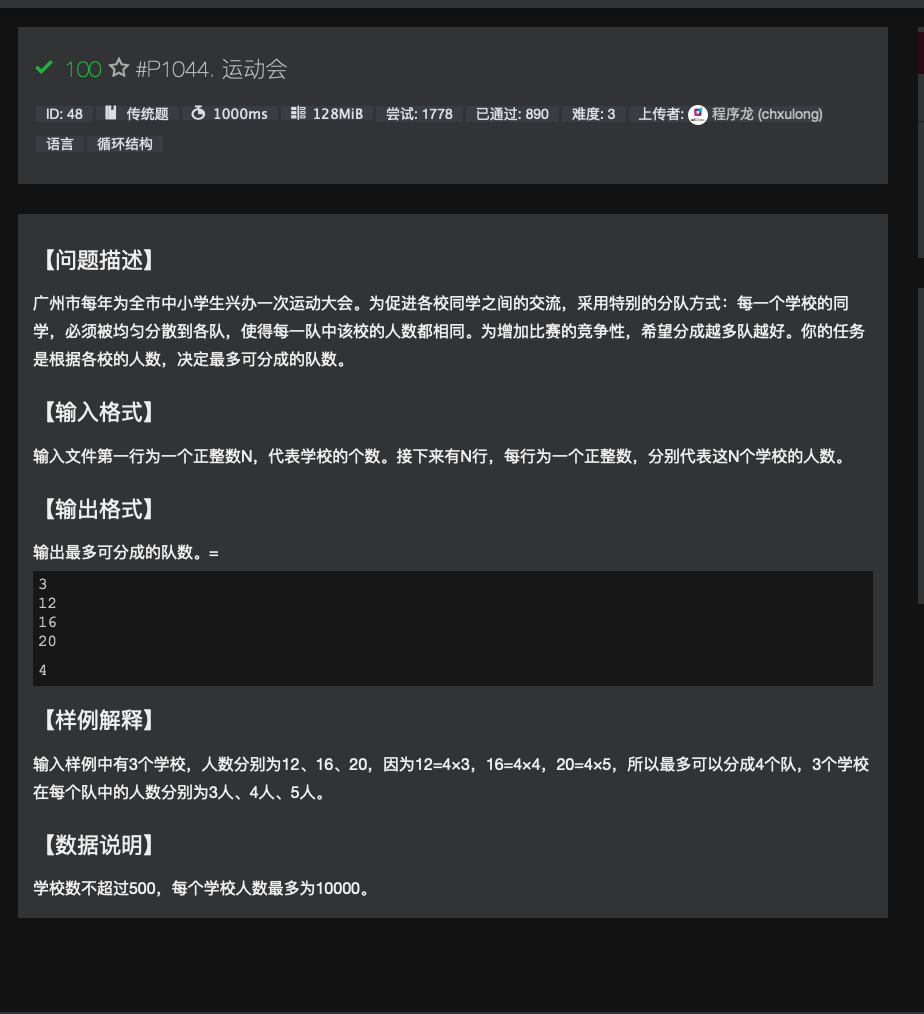 100 #P1044. 运动会
ID: 48 传统题 1000ms 128MiB 尝试: 1778 已通过: 890 难度: 3 上传者: 程序龙 (chxulong)
语言 循环结构
【问题描述】
广州市每年为全市中小学生兴办一次运动大会。为促进各校同学之间的交流，采用特别的分队方式：每一个学校的同
学，必须被均匀分散到各队，使得每一队中该校的人数都相同。为增加比赛的竞争性，希望分成越多队越好。你的任务
是根据各校的人数，决定最多可分成的队数。
【输入格式】
输入文件第一行为一个正整数N，代表学校的个数。接下来有N行，每行为一个正整数，分别代表这N个学校的人数。
【输出格式】
输出最多可分成的队数。=
3
12
16
20
4
【样例解释】
输入样例中有3个学校，人数分别为12、16、20，因为12=4×3，16=4×4，20=4×5，所以最多可以分成4个队，3个学校
在每个队中的人数分别为3人、4人、5人。
【数据说明】
学校数不超过500，每个学校人数最多为10000。